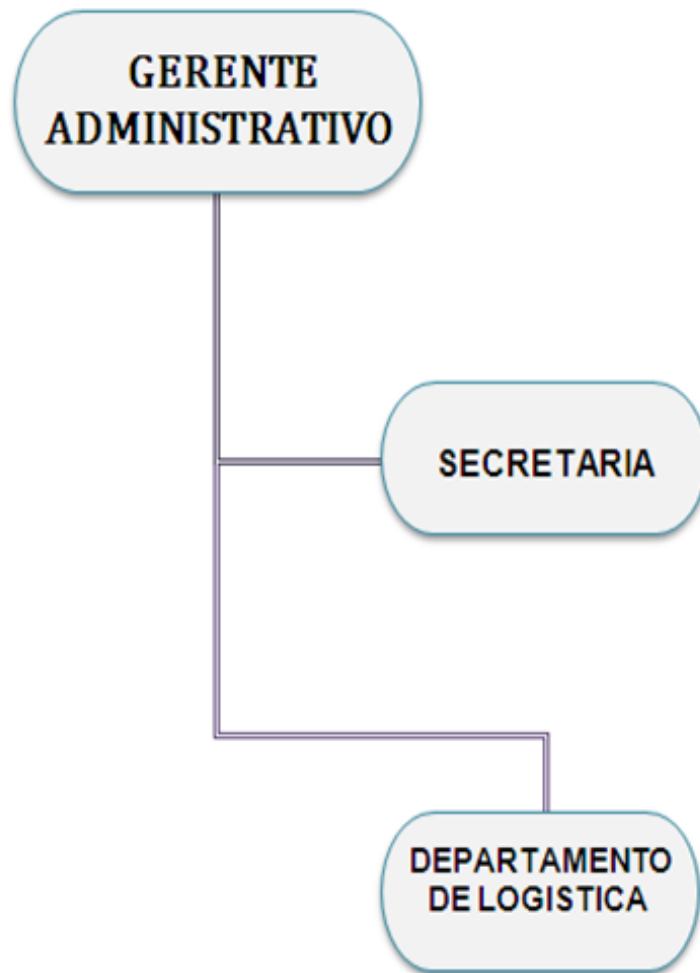 GERENTE
ADMINISTRATIVO
SECRETARIA
DEPARTAMENTO
DE LOGISTICA